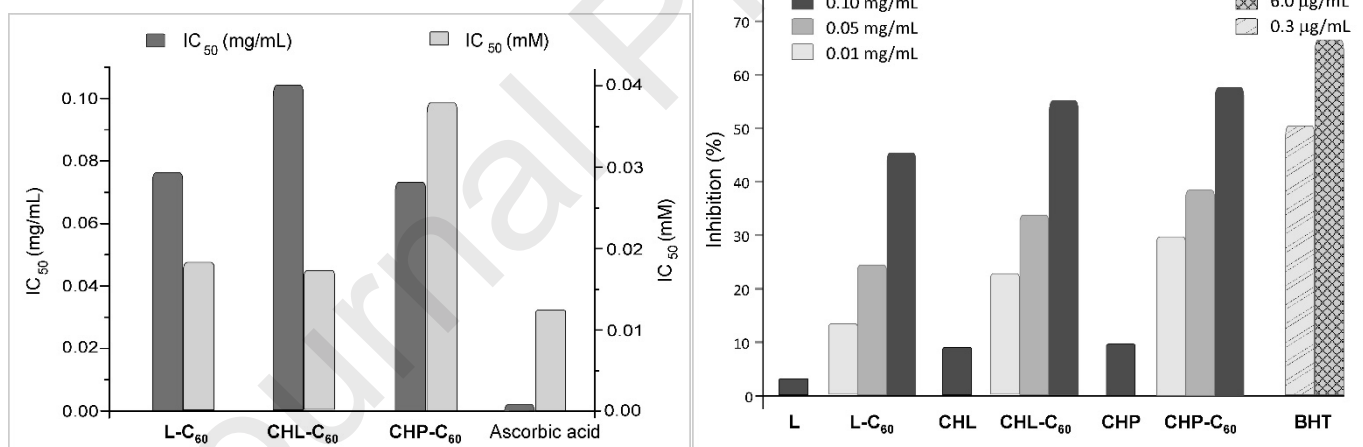 IC50 (mg/mL)
IC50 (mM)
0.10
0.08
0.06
0.04
0.02
0.00
IC50 (mg/mL)
0.04
0.03
0.02
0.01
0.00
IC50 (mM)
L-C60
CHL-C60
CHP-C60
Ascorbic acid
0.10 mg/mL
0.05 mg/mL
0.01 mg/mL
6.0 µg/mL
0.3 µg/mL
70
60
50
40
30
20
10
0
Inhibition (%)
L
L-C60
CHL
CHL-C60
CHP
CHP-C60
BHT
urnal P